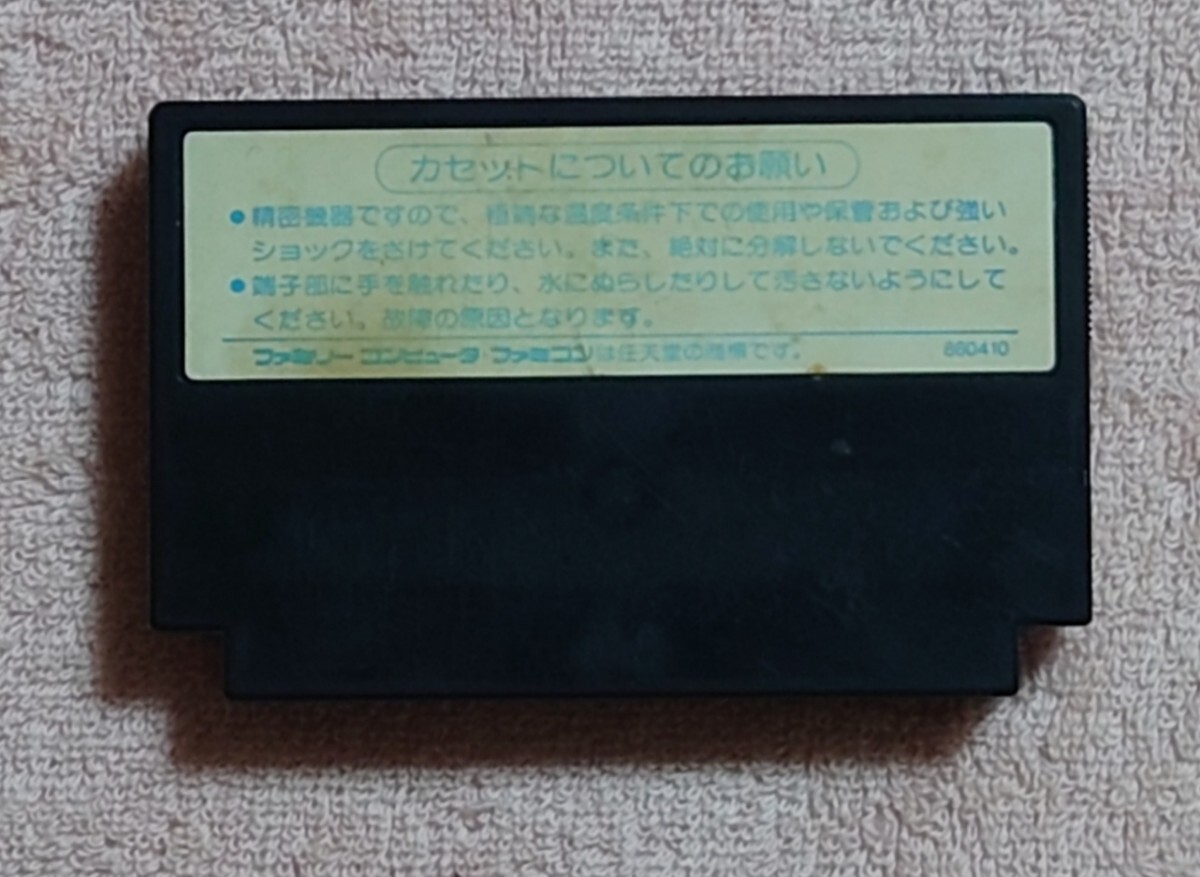 カセットについてのお願い
●精密機器ですので、極端な温度条件下での使用や保管および強い
ショックをさけてください。また、絶対に分解しないでください。
●端子部に手を触れたり、水にぬらしたりして汚さないようにして
ください。故障の原因となります。
ファミリーコンピュータ ファミコンは任天堂の商標です。 860410